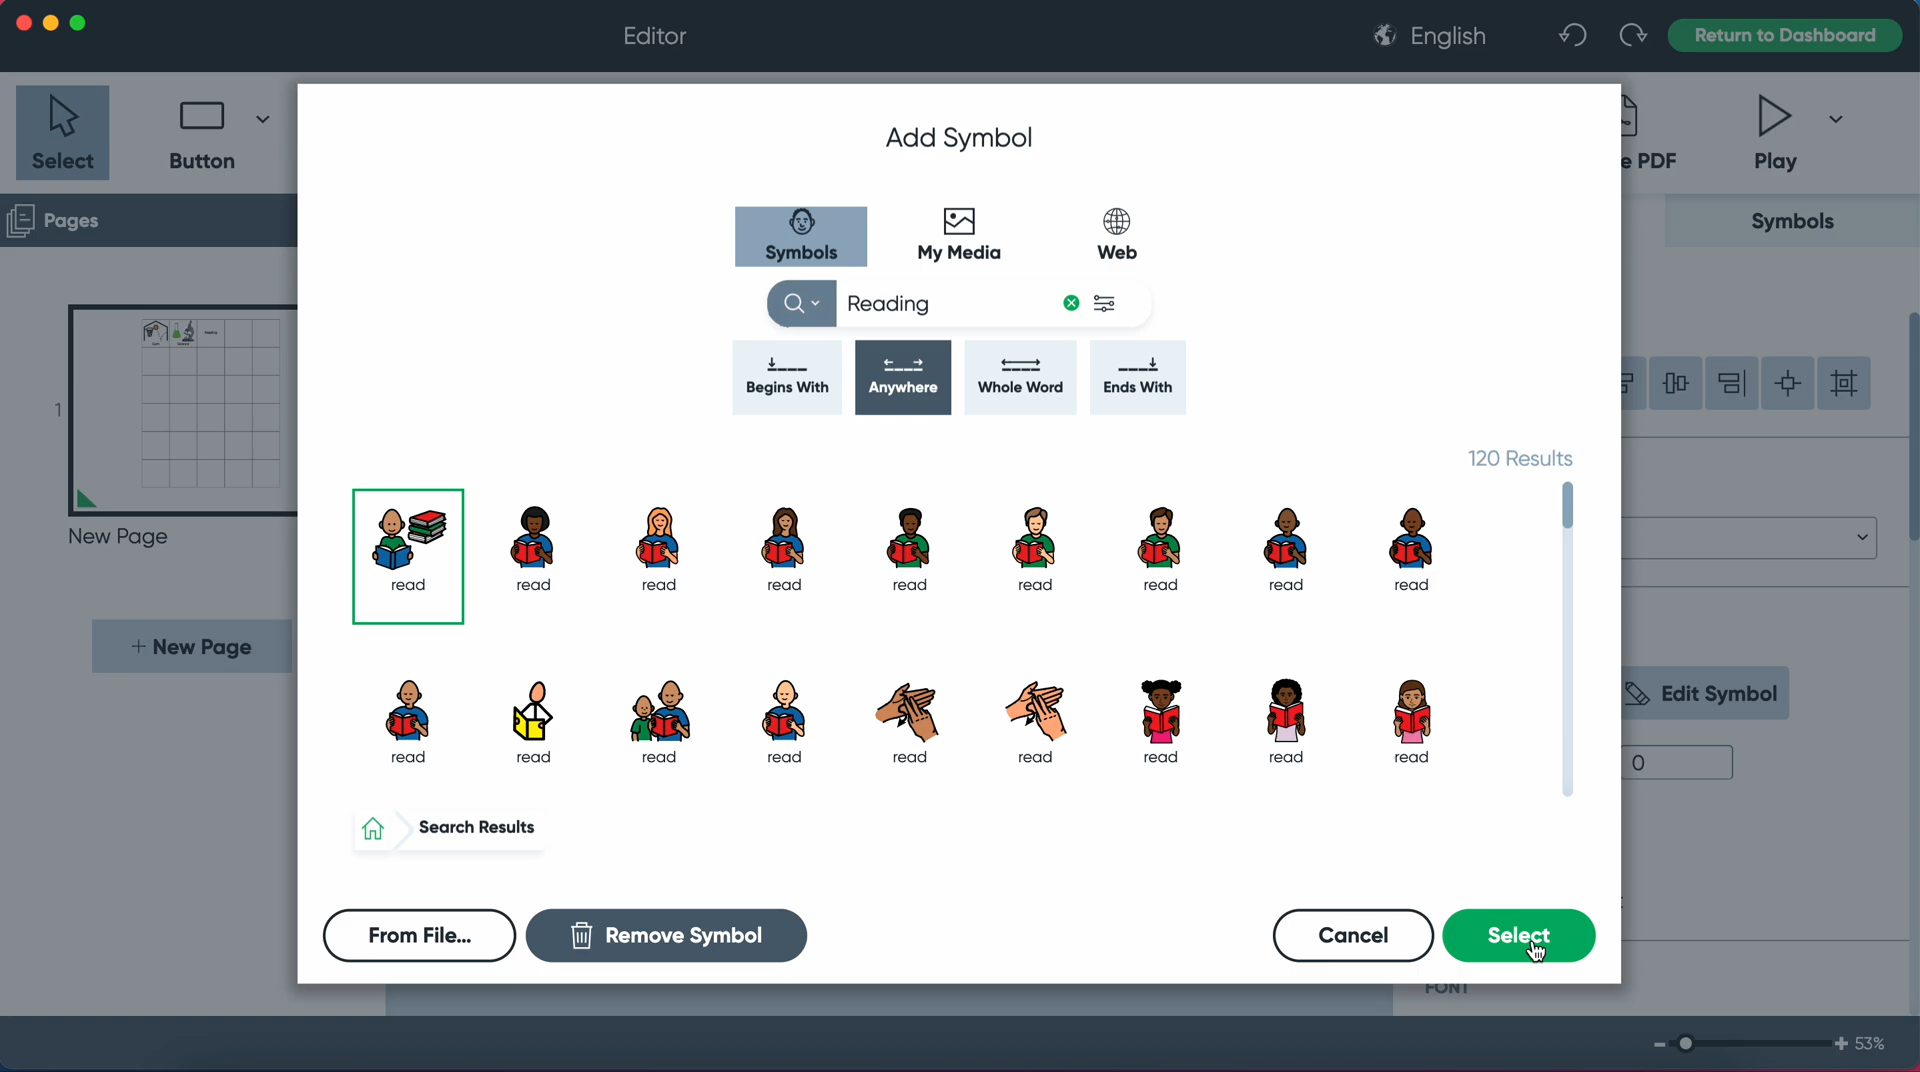 Editor
English
Return to Dashboard
Select
Button
e PDF
Play
Pages
Symbols
Add Symbol
Symbols
My Media
Web
Reading
Begins With
Anywhere
Whole Word
Ends With
120 Results
1
New Page
+ New Page
read read read read read read read read read
read read read read read read read read read
Edit Symbol
0
Search Results
From File...
Remove Symbol
Cancel
Select
FONT
53%